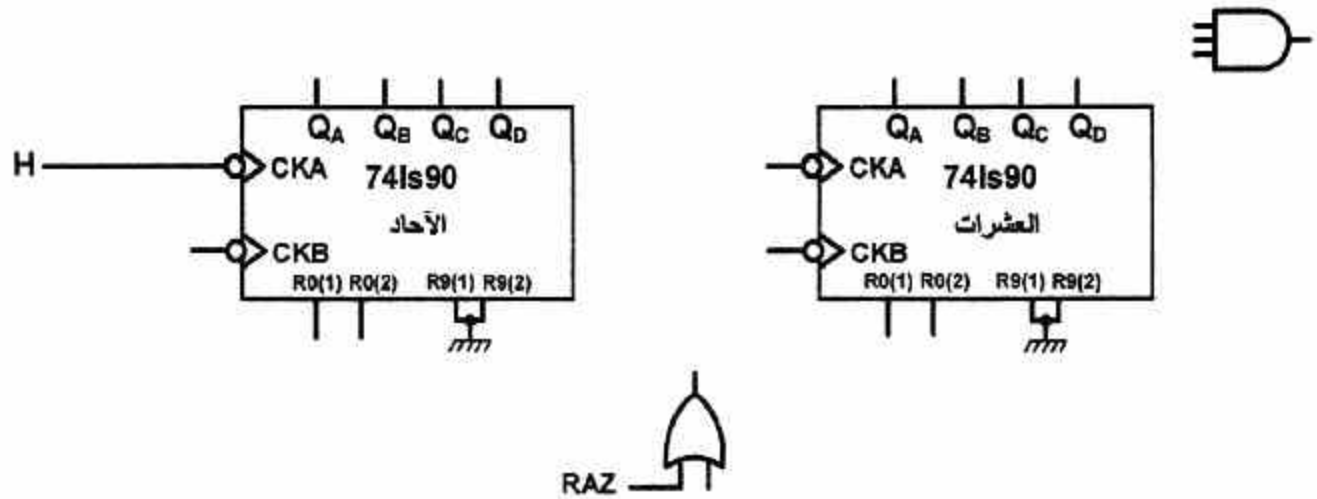 QA QB QC QD
H
CKA
74ls90
الآحاد
CKB
R0(1) R0(2) R9(1) R9(2)
QA QB QC QD
CKA
74ls90
العشرات
CKB
R0(1) R0(2) R9(1) R9(2)
RAZ